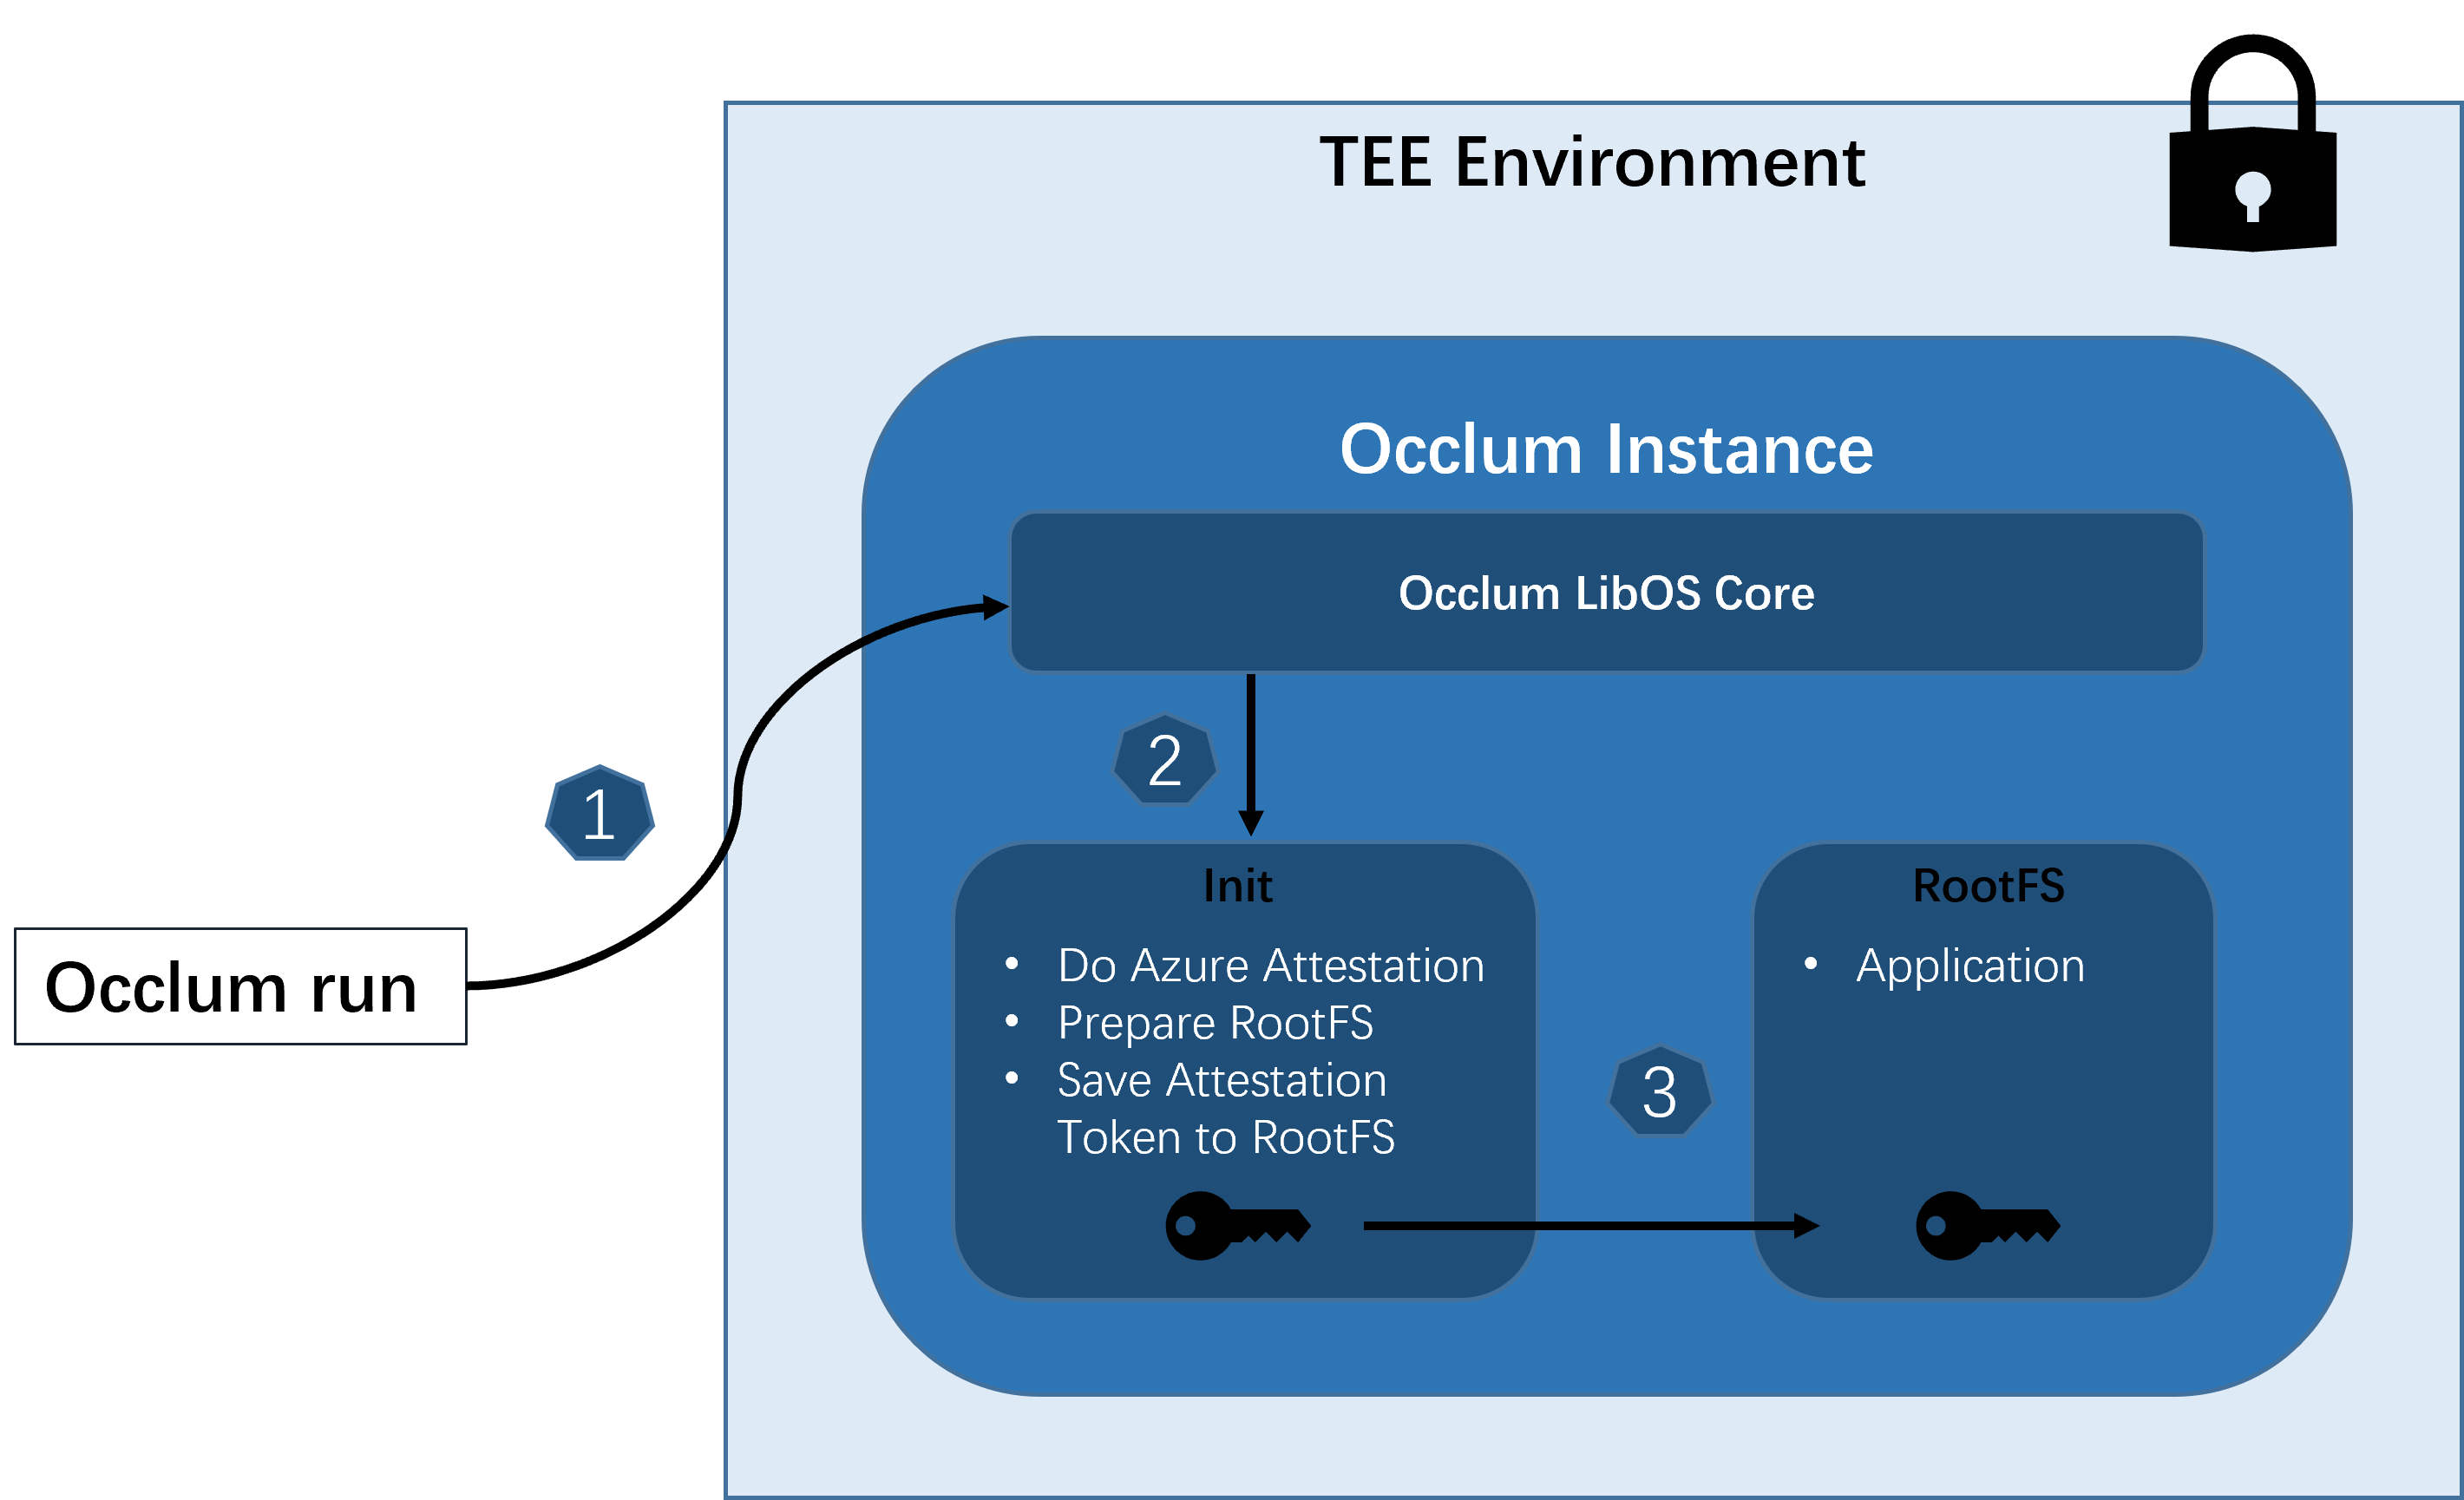 TEE Environment
Occlum Instance
Occlum LibOS Core
2
1
Occlum run
Init
• Do Azure Attestation
• Prepare RootFS
• Save Attestation
Token to RootFS
3
RootFS
• Application